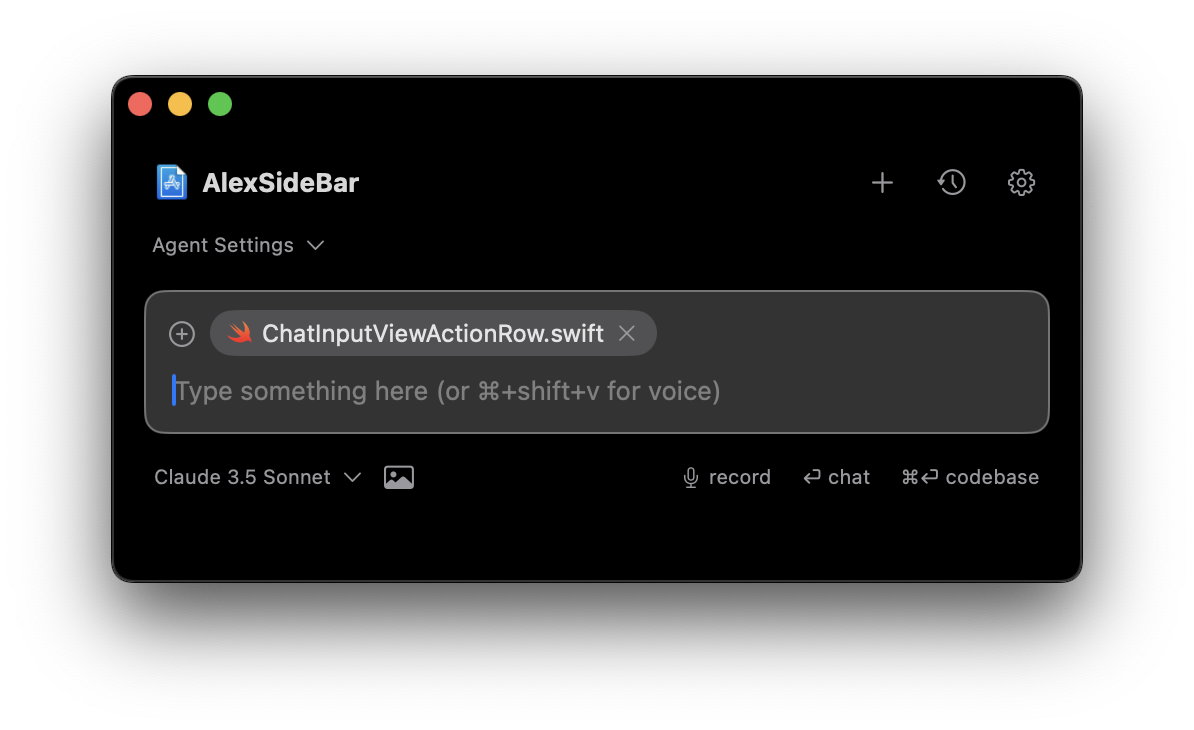 AlexSideBar
Agent Settings
ChatInputViewActionRow.swift
Type something here (or ⌘+shift+v for voice)
Claude 3.5 Sonnet record ⏎ chat ⌘⏎ codebase